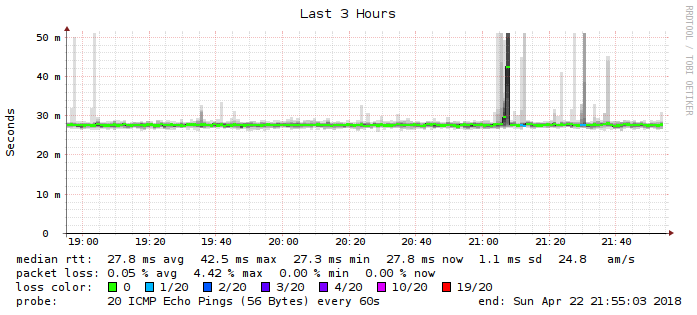 Last 3 Hours
RRDTOOL / TOBI OETIKER
Seconds
50 m
40 m
30 m
20 m
10 m
0
19:00 19:20 19:40 20:00 20:20 20:40 21:00 21:20 21:40
median rtt: 27.8 ms avg 42.5 ms max 27.3 ms min 27.8 ms now 1.1 ms sd 24.8 am/s
packet loss: 0.05 % avg 4.42 % max 0.00 % min 0.00 % now
loss color: 0 1/20 2/20 3/20 4/20 10/20 19/20
probe: 20 ICMP Echo Pings (56 Bytes) every 60s end: Sun Apr 22 21:55:03 2018